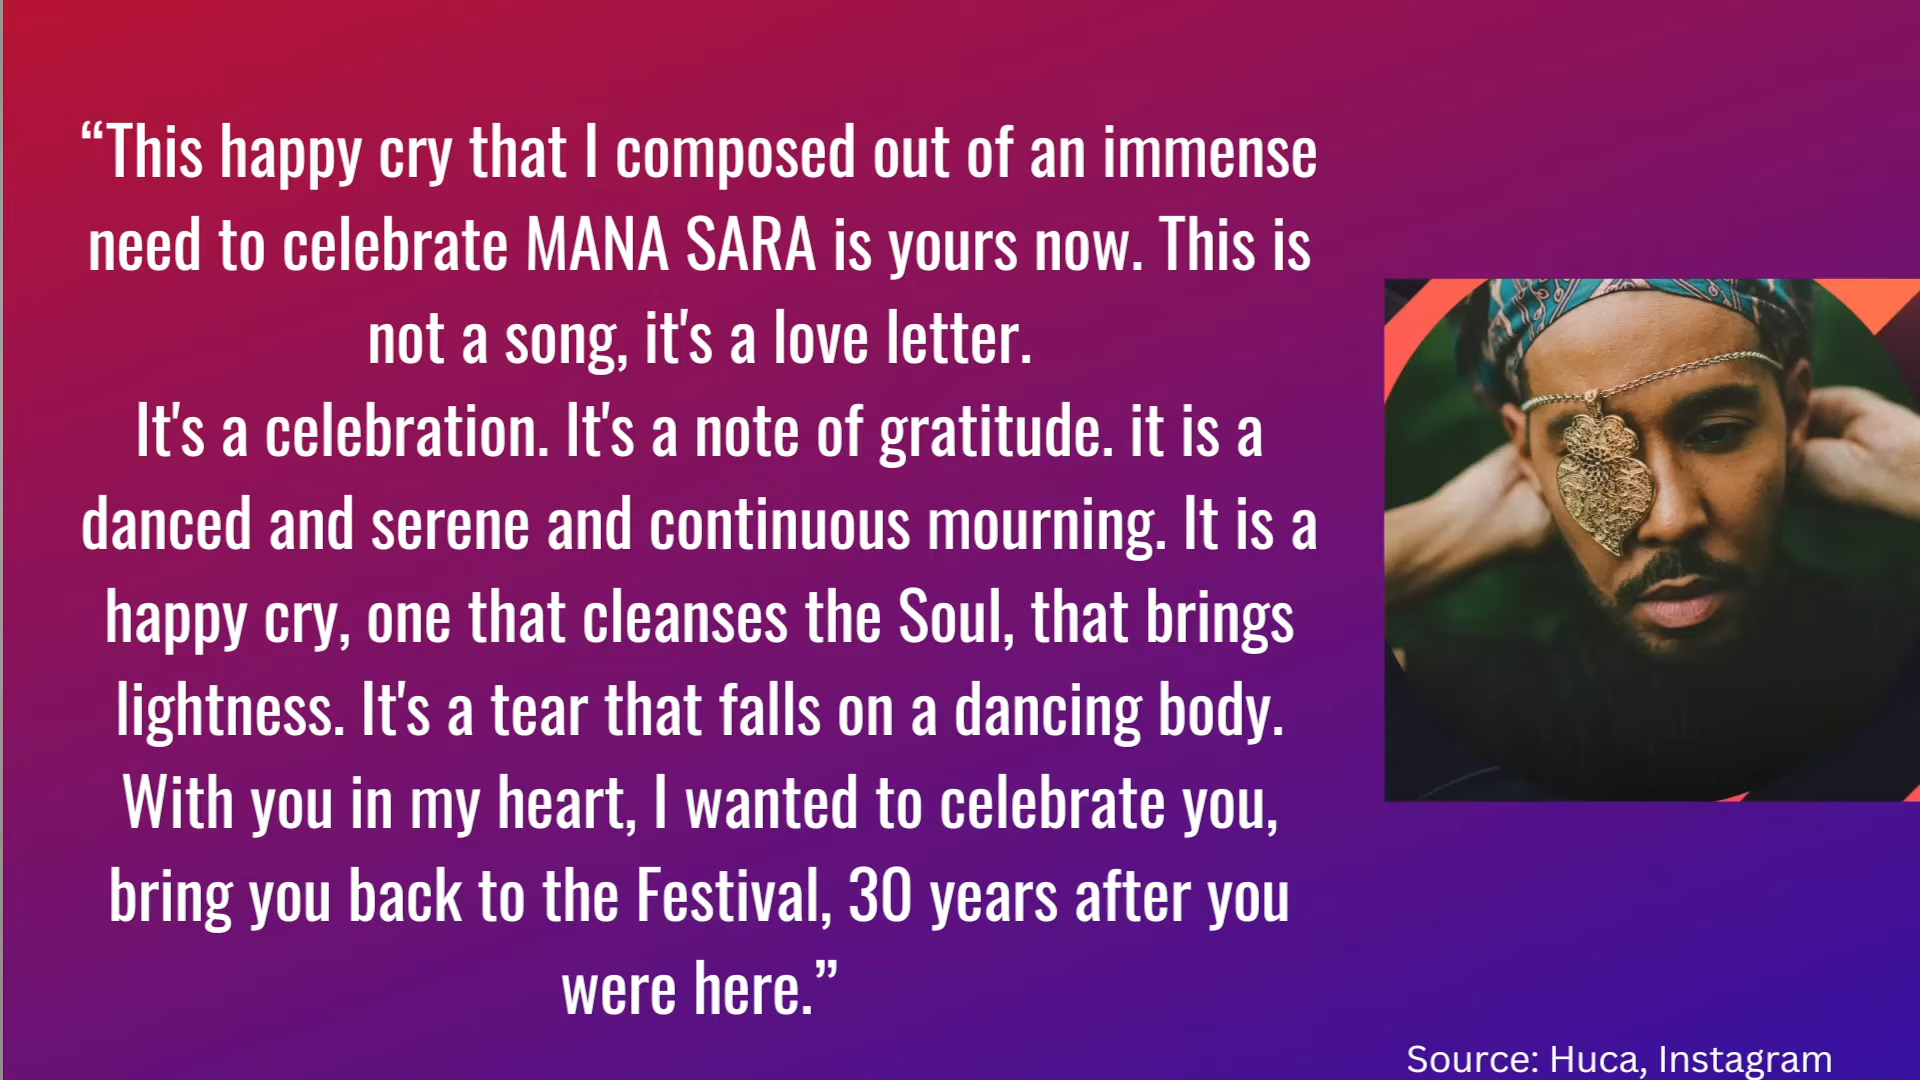 “This happy cry that I composed out of an immense
need to celebrate MANA SARA is yours now. This is
not a song, it's a love letter.
It's a celebration. It's a note of gratitude. it is a
danced and serene and continuous mourning. It is a
happy cry, one that cleanses the Soul, that brings
lightness. It's a tear that falls on a dancing body.
With you in my heart, I wanted to celebrate you,
bring you back to the Festival, 30 years after you
were here.”
Source: Huca, Instagram